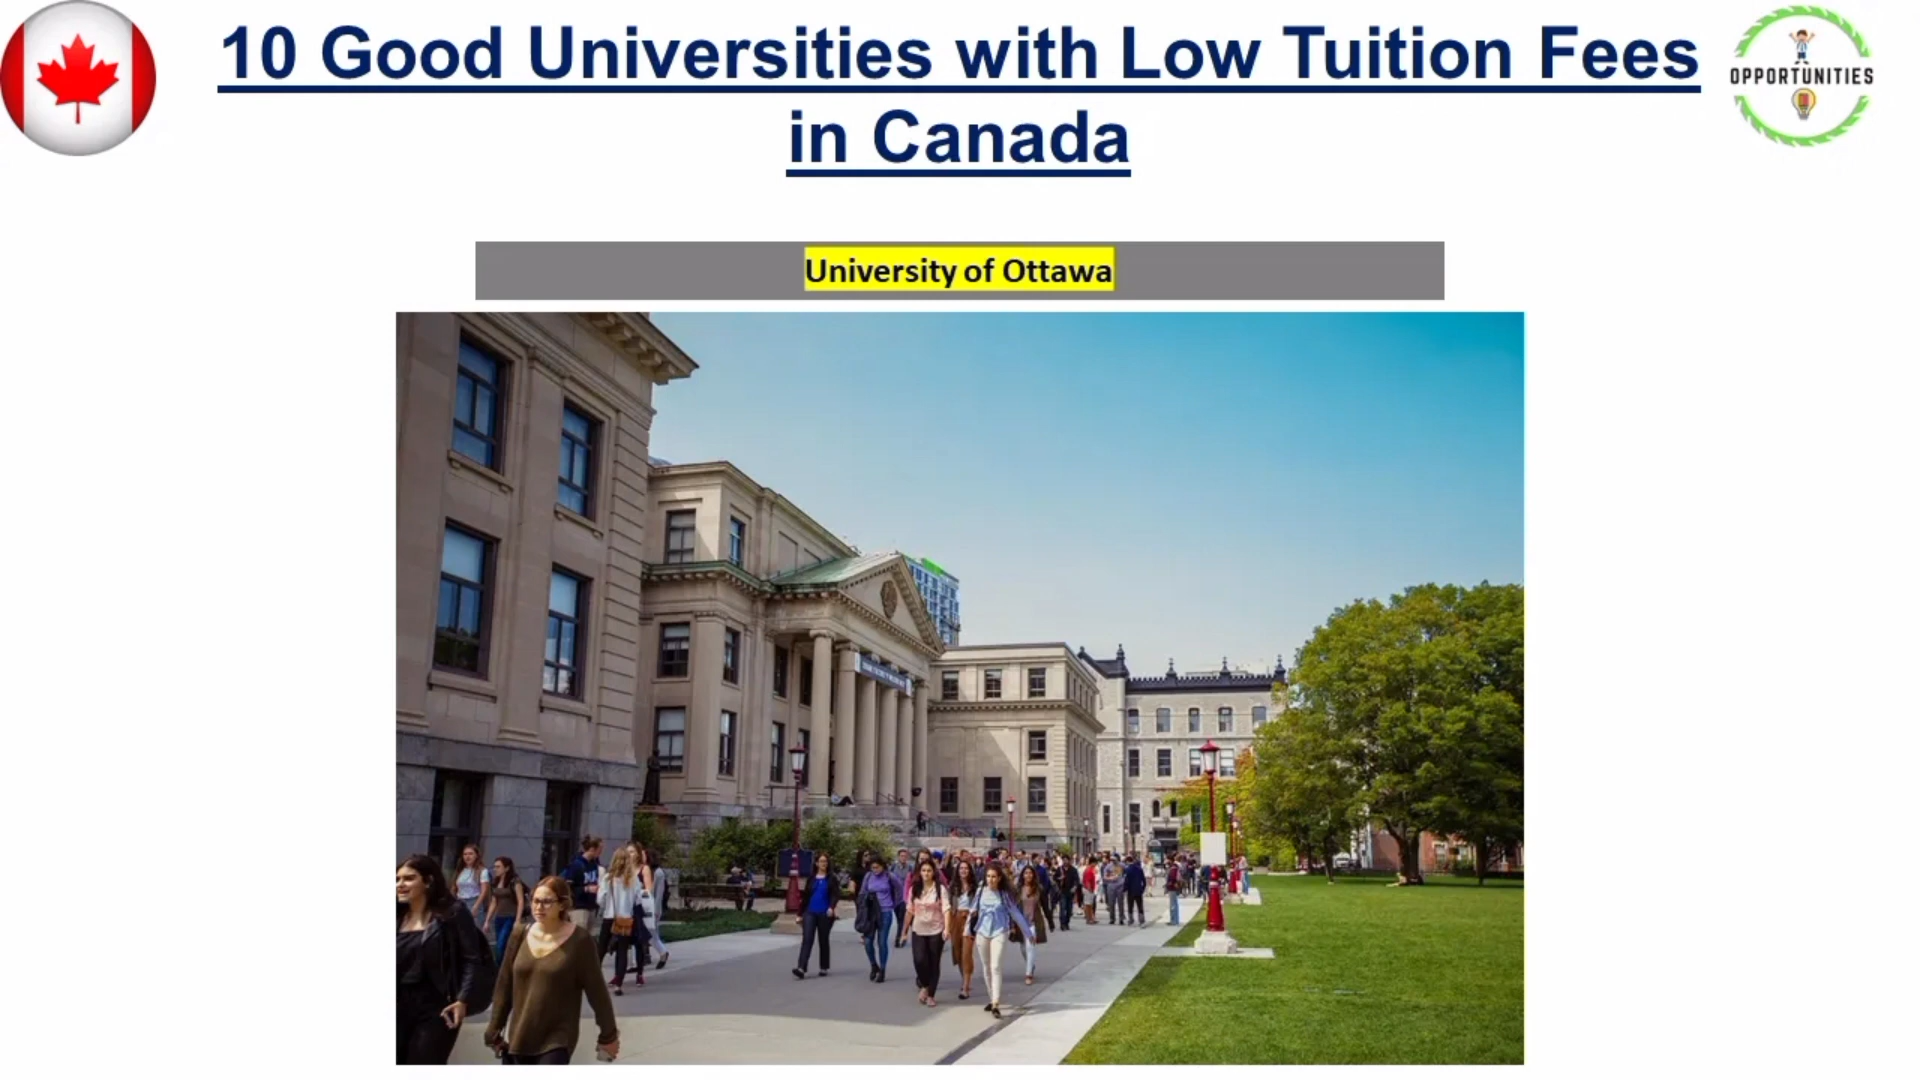 10 Good Universities with Low Tuition Fees
in Canada
OPPORTUNITIES
University of Ottawa